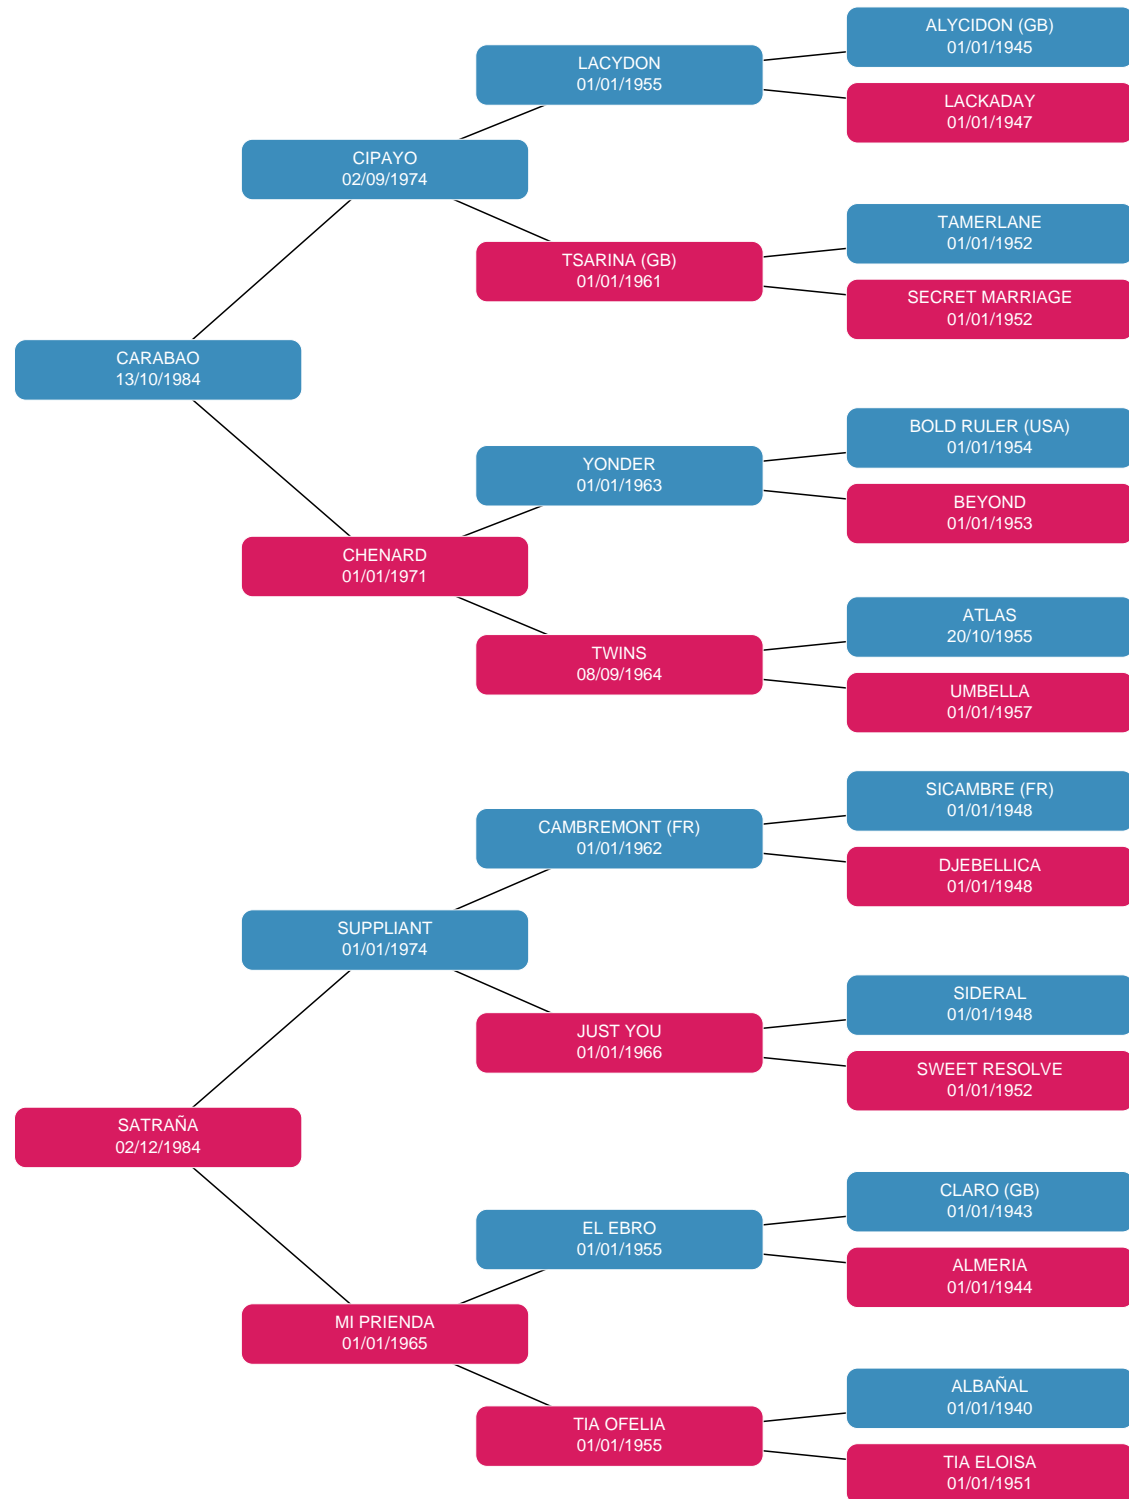 ALYCIDON (GB)
01/01/1945
LACYDON
01/01/1955
LACKADAY
01/01/1947
CIPAYO
02/09/1974
TAMERLANE
01/01/1952
TSARINA (GB)
01/01/1961
SECRET MARRIAGE
01/01/1952
CARABAO
13/10/1984
BOLD RULER (USA)
01/01/1954
YONDER
01/01/1963
BEYOND
01/01/1953
CHENARD
01/01/1971
ATLAS
20/10/1955
TWINS
08/09/1964
UMBELLA
01/01/1957
SICAMBRE (FR)
01/01/1948
CAMBREMONT (FR)
01/01/1962
DJEBELLICA
01/01/1948
SUPPLIANT
01/01/1974
SIDERAL
01/01/1948
JUST YOU
01/01/1966
SWEET RESOLVE
01/01/1952
SATRAÑA
02/12/1984
CLARO (GB)
01/01/1943
EL EBRO
01/01/1955
ALMERIA
01/01/1944
MI PRIENDA
01/01/1965
ALBAÑAL
01/01/1940
TIA OFELIA
01/01/1955
TIA ELOISA
01/01/1951